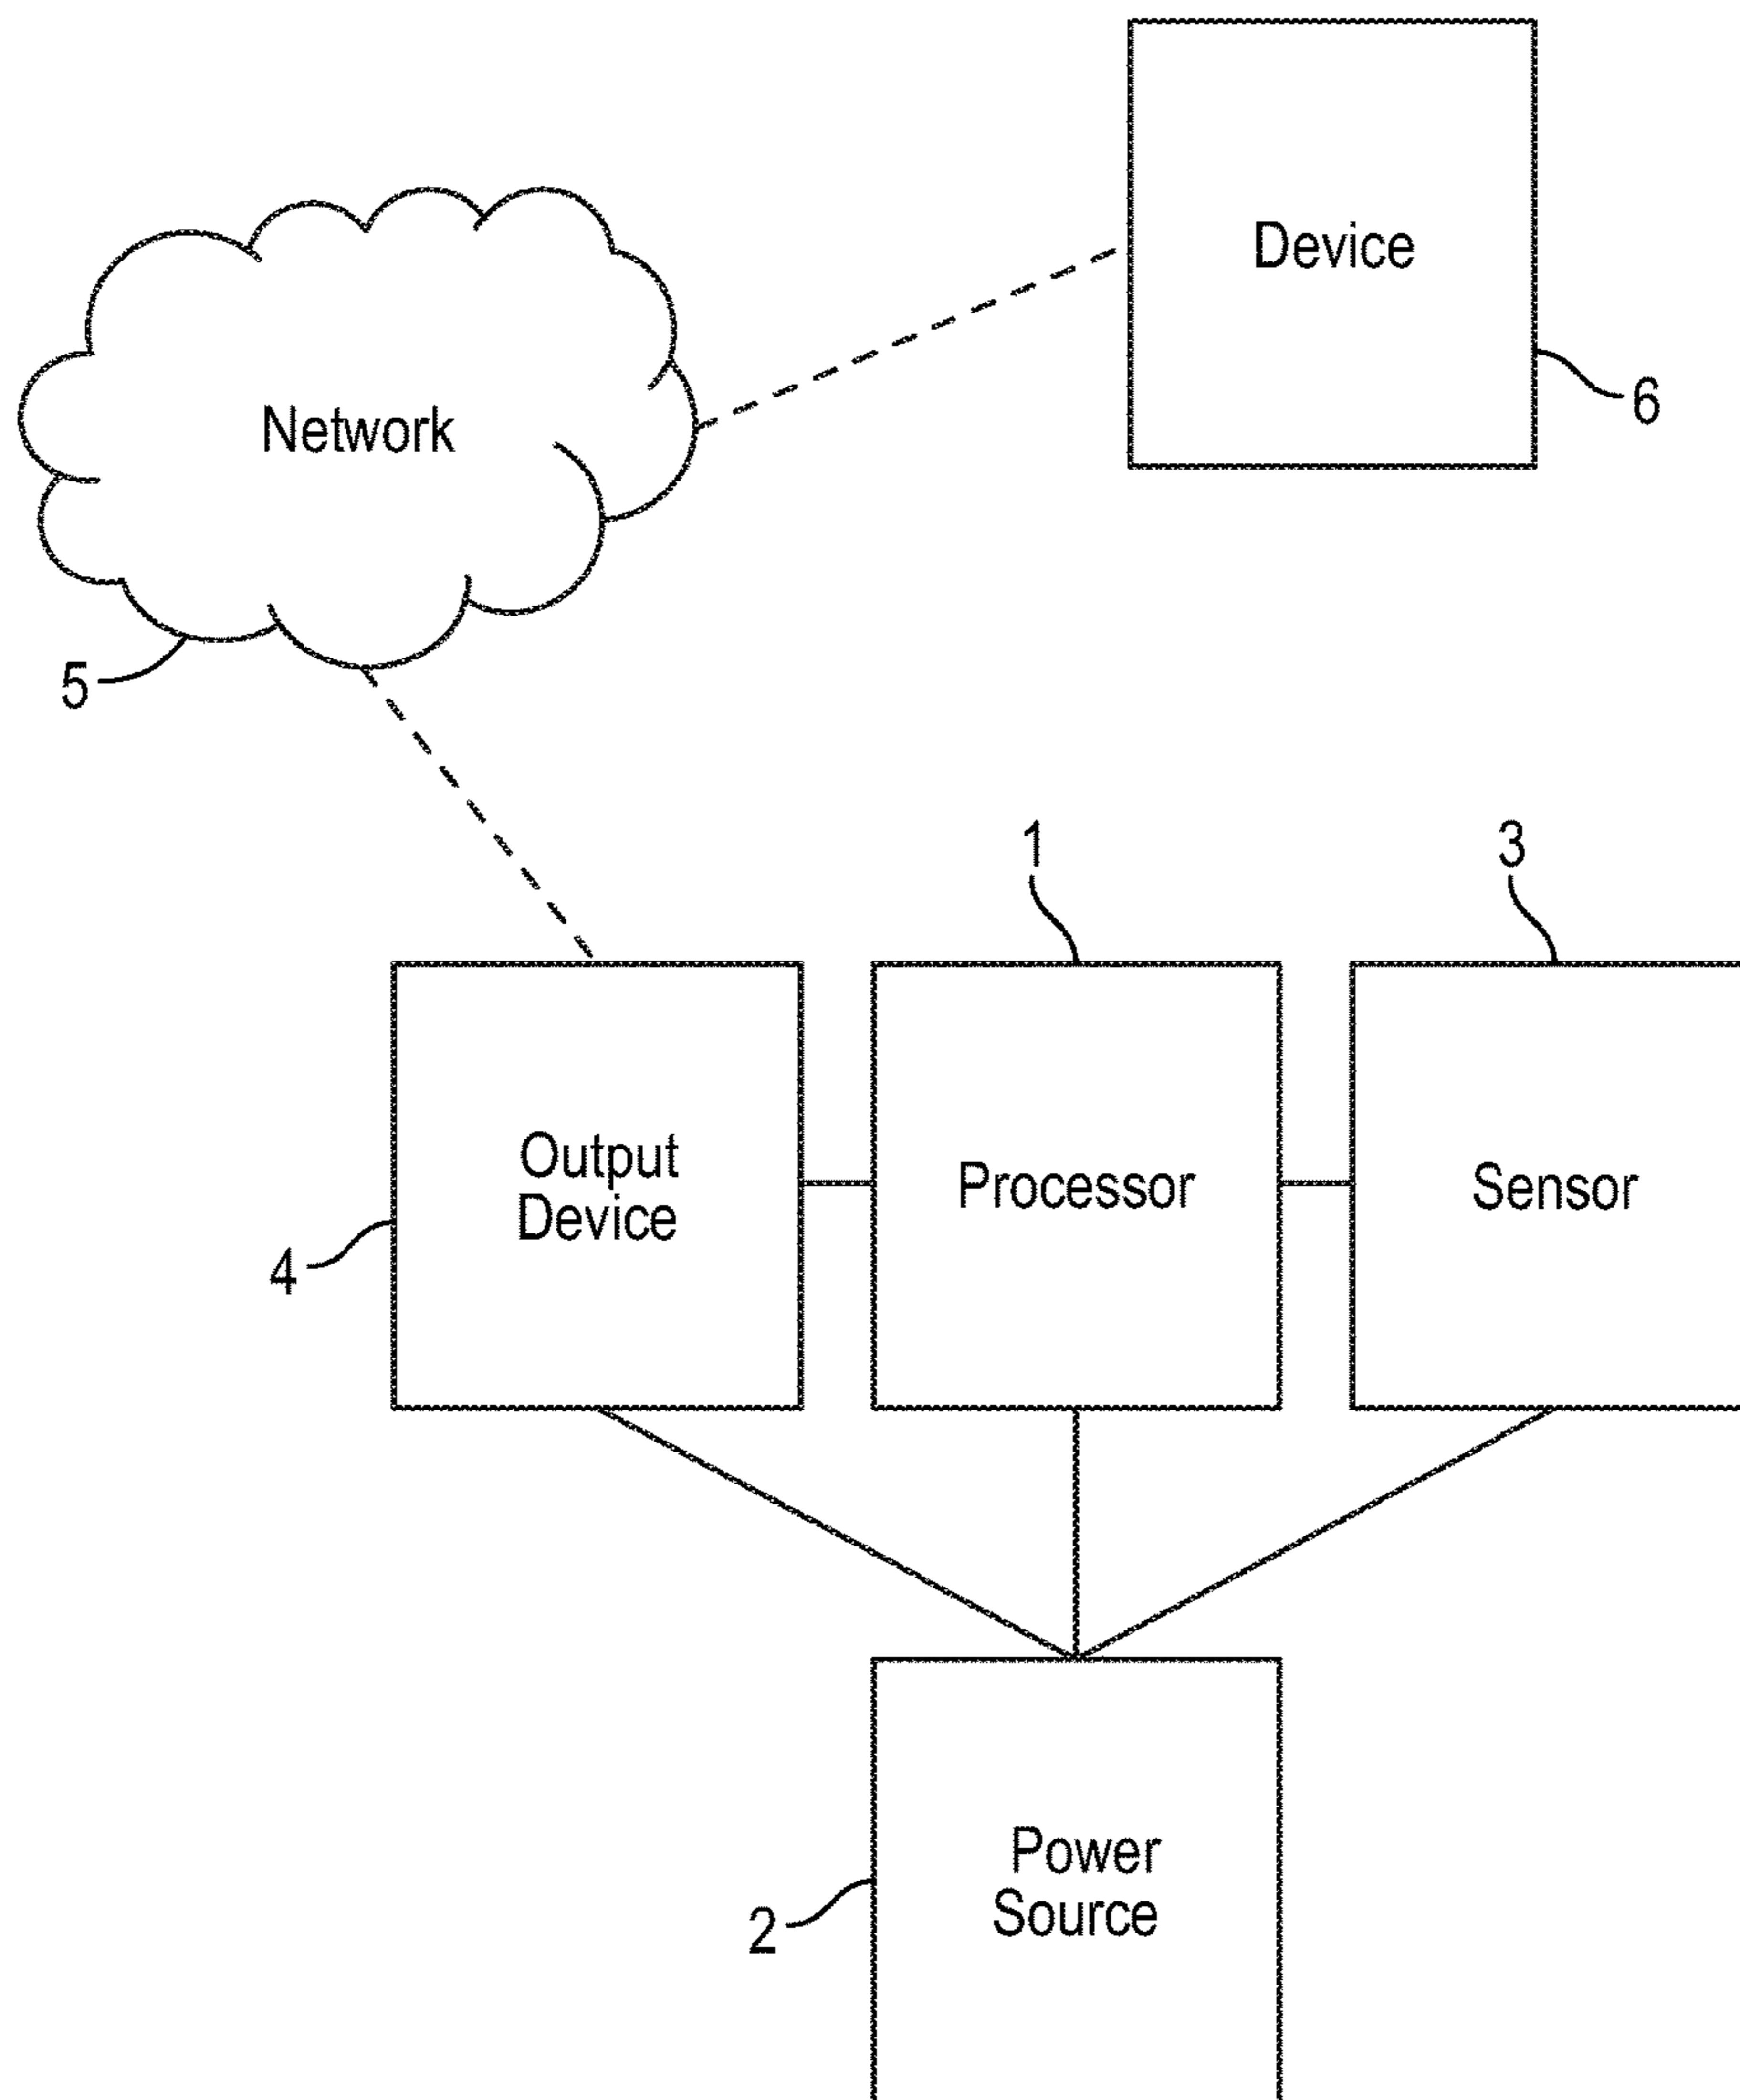 Device
6
Network
5
1
3
Output
Device
4
Processor
Sensor
Power
Source
2